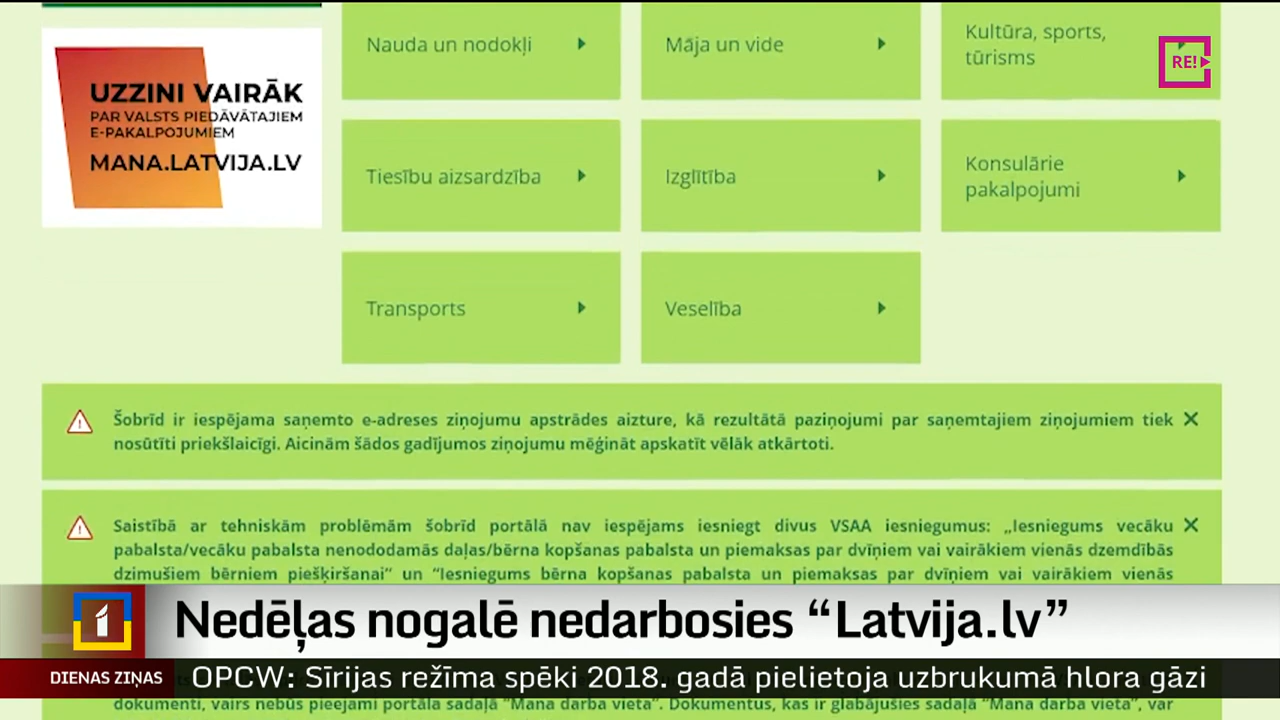 Nauda un nodokļi
Māja un vide
Kultūra, sports,
tūrisms
RE!
UZZINI VAIRĀK
PAR VALSTS PIEDĀVĀTAJIEM
E-PAKALPOJUMIEM
MANA.LATVIJA.LV
Tiesību aizsardzība
Izglītība
Konsulārie
pakalpojumi
Transports
Veselība
Šobrīd ir iespējama saņemto e-adreses ziņojumu apstrādes aizture, kā rezultātā paziņojumi par saņemtajiem ziņojumiem tiek
nosūtīti priekšlaicīgi. Aicinām šādos gadījumos ziņojumu mēģināt apskatīt vēlāk atkārtoti.
Saistībā ar tehniskām problēmām šobrīd portālā nav iespējams iesniegt divus VSAA iesniegumus: „Iesniegums vecāku
pabalsta/vecāku pabalsta nenododamās daļas/bērna kopšanas pabalsta un piemaksas par dvīņiem vai vairākiem vienās dzemdībās
dzimušiem bērniem piešķiršanai“ un “Iesniegums bērna kopšanas pabalsta un piemaksas par dvīņiem vai vairākiem vienās
1
Nedēļas nogalē nedarbosies “Latvija.lv”
DIENAS ZIŅAS
OPCW: Sīrijas režīma spēki 2018. gadā pielietoja uzbrukumā hlora gāzi
dokumenti, vairs nebūs pieejami portāla sadaļā “Mana darba vieta”. Dokumentus, kas ir glabājušies sadaļā “Mana darba vieta”, var